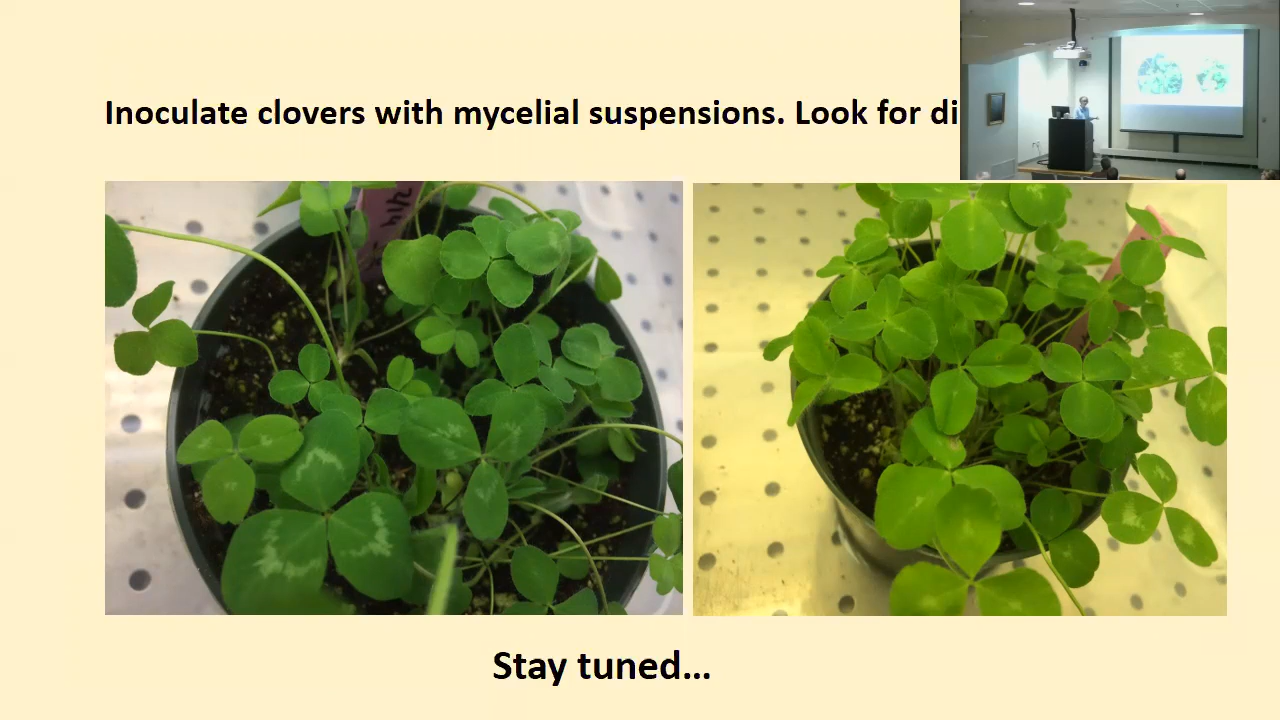 Inoculate clovers with mycelial suspensions. Look for di
Stay tuned...